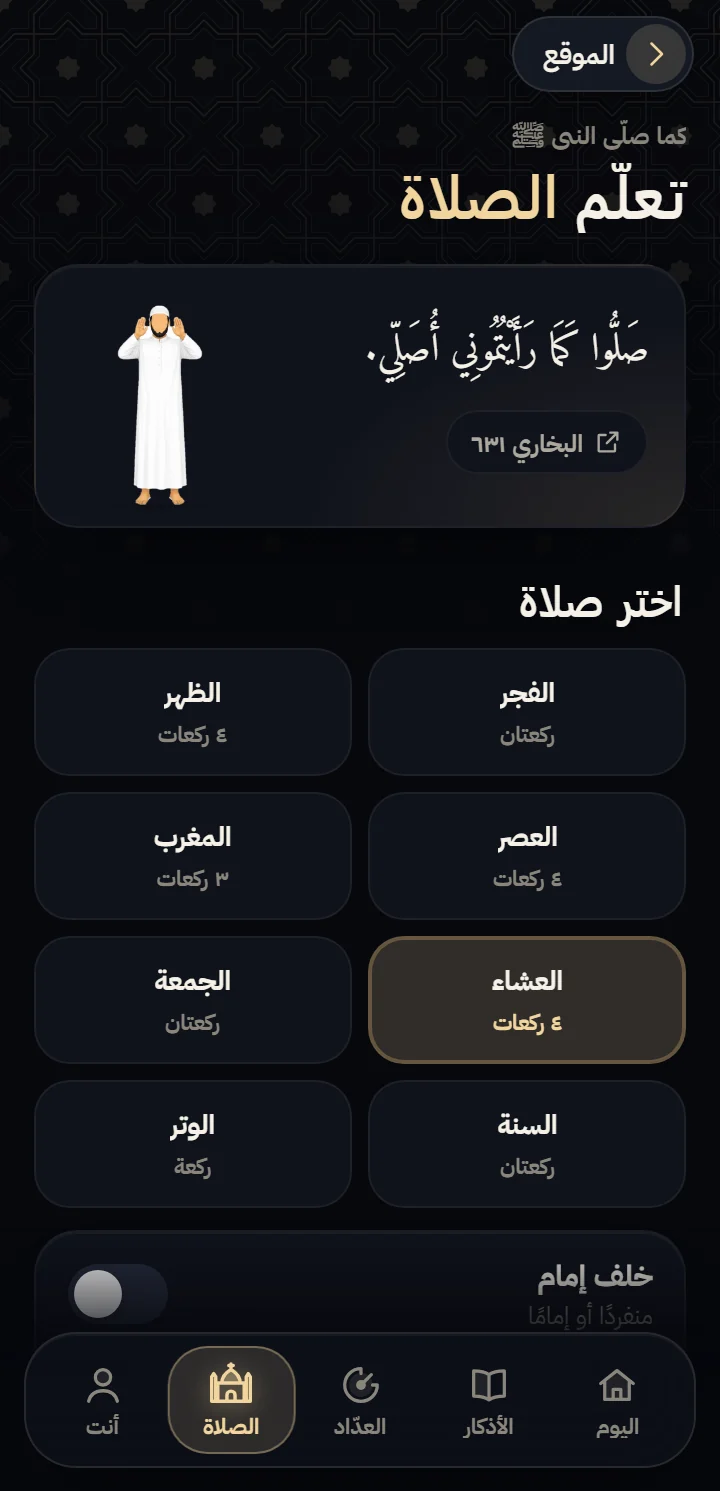 الموقع
كما صلّى النبي ﷺ
تعلّم الصلاة
صَلُّوا كَمَا رَأَيْتُمُونِي أُصَلِّي.
البخاري ٦٣١
اختر صلاة
الفجر
ركعتان
الظهر
٤ ركعات
العصر
٤ ركعات
المغرب
٣ ركعات
العشاء
٤ ركعات
الجمعة
ركعتان
السنة
ركعتان
الوتر
ركعة
خلف إمام
منفردًا أو إمامًا
اليوم
الأذكار
العدّاد
الصلاة
أنت